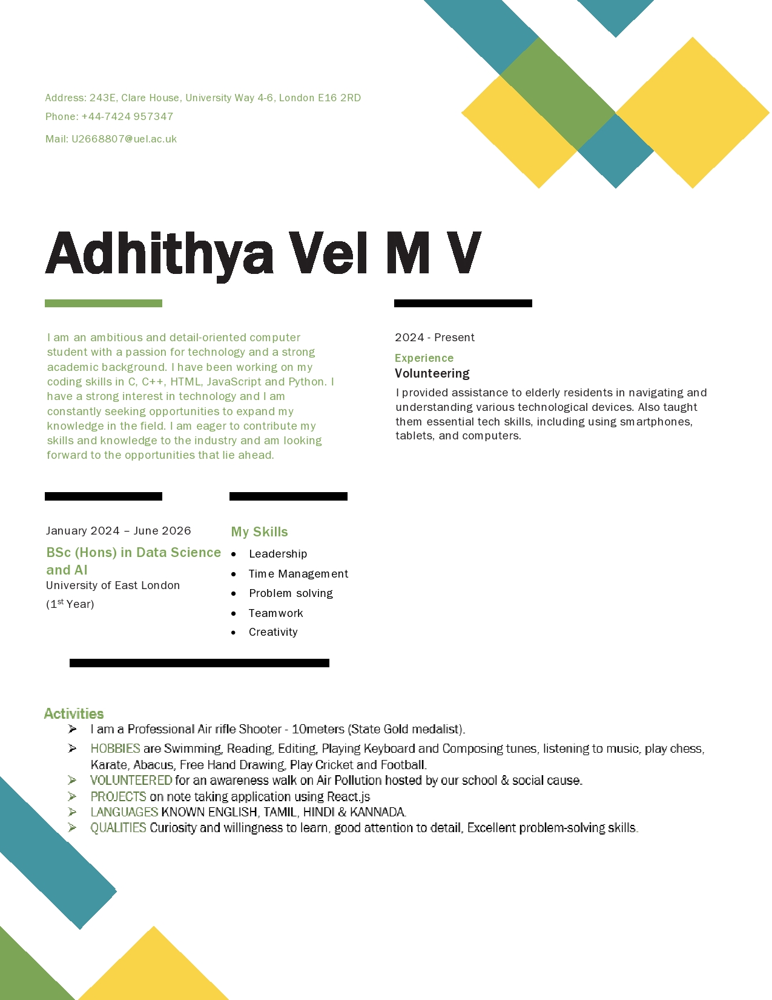 Address: 243E, Clare House, University Way 4-6, London E16 2RD
Phone: +44-7424 957347
Mail: U2668807@uel.ac.uk
Adhithya Vel M V
I am an ambitious and detail-oriented computer
student with a passion for technology and a strong
academic background. I have been working on my
coding skills in C, C++, HTML, JavaScript and Python. I
have a strong interest in technology and I am
constantly seeking opportunities to expand my
knowledge in the field. I am eager to contribute my
skills and knowledge to the industry and am looking
forward to the opportunities that lie ahead.
2024 - Present
Experience
Volunteering
I provided assistance to elderly residents in navigating and
understanding various technological devices. Also taught
them essential tech skills, including using smartphones,
tablets, and computers.
January 2024 – June 2026
BSc (Hons) in Data Science
and AI
University of East London
(1st Year)
My Skills
• Leadership
• Time Management
• Problem solving
• Teamwork
• Creativity
Activities
➢ I am a Professional Air rifle Shooter - 10meters (State Gold medalist).
➢ HOBBIES are Swimming, Reading, Editing, Playing Keyboard and Composing tunes, listening to music, play chess,
Karate, Abacus, Free Hand Drawing, Play Cricket and Football.
➢ VOLUNTEERED for an awareness walk on Air Pollution hosted by our school & social cause.
➢ PROJECTS on note taking application using React.js
➢ LANGUAGES KNOWN ENGLISH, TAMIL, HINDI & KANNADA.
➢ QUALITIES Curiosity and willingness to learn, good attention to detail, Excellent problem-solving skills.